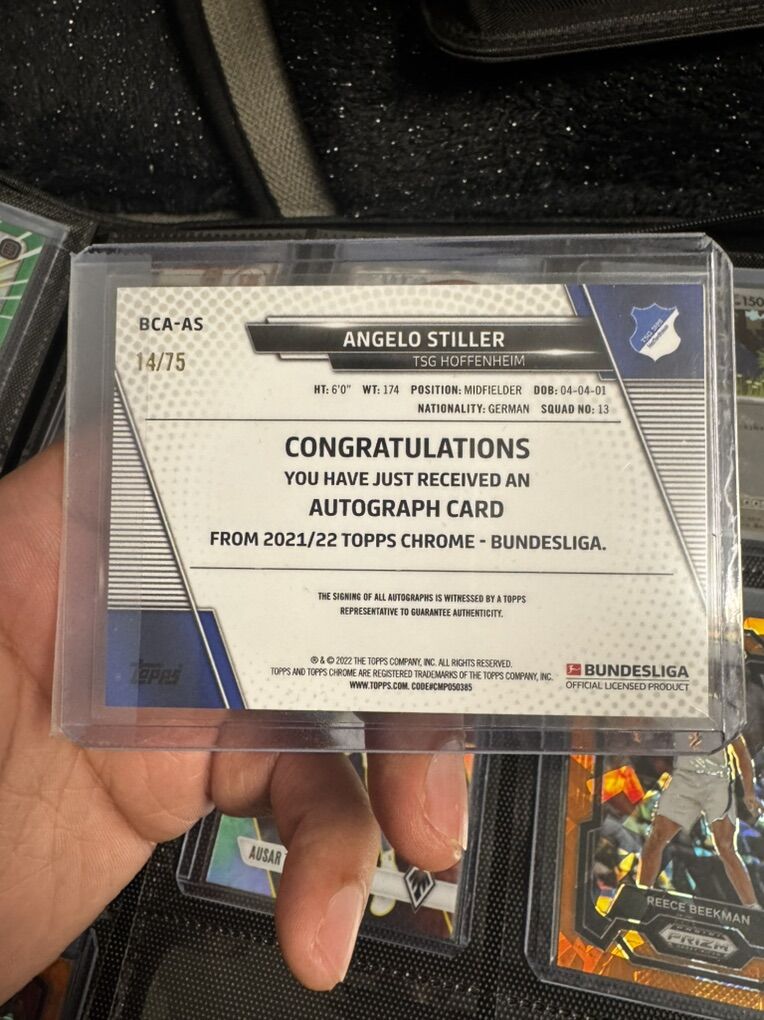 BCA-AS
14/75
ANGELO STILLER
TSG HOFFENHEIM
TSG 1899
Hoffenheim
HT: 6'0" WT: 174 POSITION: MIDFIELDER DOB: 04-04-01
NATIONALITY: GERMAN SQUAD NO: 13
CONGRATULATIONS
YOU HAVE JUST RECEIVED AN
AUTOGRAPH CARD
FROM 2021/22 TOPPS CHROME - BUNDESLIGA.
THE SIGNING OF ALL AUTOGRAPHS IS WITNESSED BY A TOPPS
REPRESENTATIVE TO GUARANTEE AUTHENTICITY.
® & © 2022 THE TOPPS COMPANY, INC. ALL RIGHTS RESERVED.
TOPPS AND TOPPS CHROME ARE REGISTERED TRADEMARKS OF THE TOPPS COMPANY, INC.
WWW.TOPPS.COM. CODE#CMP050385
Topps
BUNDESLIGA
OFFICIAL LICENSED PRODUCT
AUSAR
REECE BEEKMAN
PANINI
PRIZM